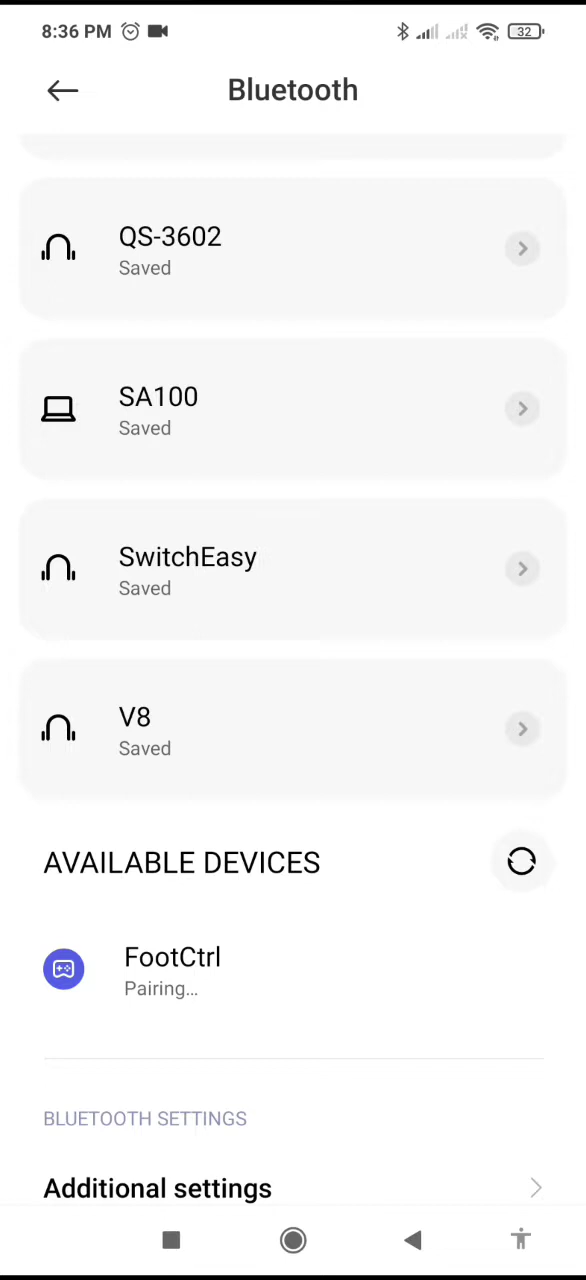 8:36 PM 32
Bluetooth
QS-3602
Saved
SA100
Saved
SwitchEasy
Saved
V8
Saved
AVAILABLE DEVICES
FootCtrl
Pairing...
BLUETOOTH SETTINGS
Additional settings